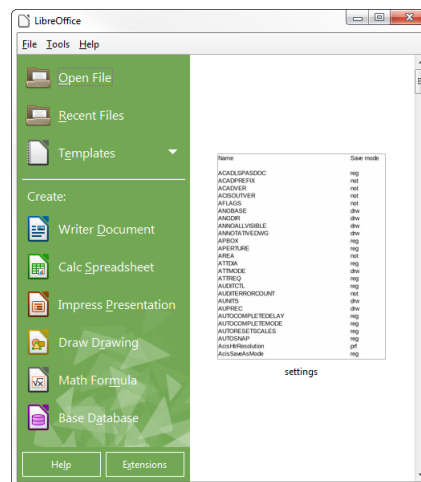 LibreOffice
File Tools Help
Open File
Recent Files
Templates
Create:
Writer Document
Calc Spreadsheet
Impress Presentation
Draw Drawing
Math Formula
Base Database
Help Extensions
Name Save mode
ACADLSPASDOC reg
ACADPREFIX not
ACADVER not
ACISOUTVER reg
AFLAGS not
ANGBASE drw
ANGDIR drw
ANNOALLVISIBLE drw
ANNOTATIVEDWG drw
APBOX reg
APERTURE reg
AREA not
ATTDIA reg
ATTMODE drw
ATTREQ reg
AUDITCTL reg
AUDITERRORCOUNT not
AUNITS drw
AUPREC drw
AUTOCOMPLETEDELAY reg
AUTOCOMPLETEMODE reg
AUTORESETSCALES reg
AUTOSNAP reg
AcisHlrResolution prf
AcisSaveAsMode reg
settings